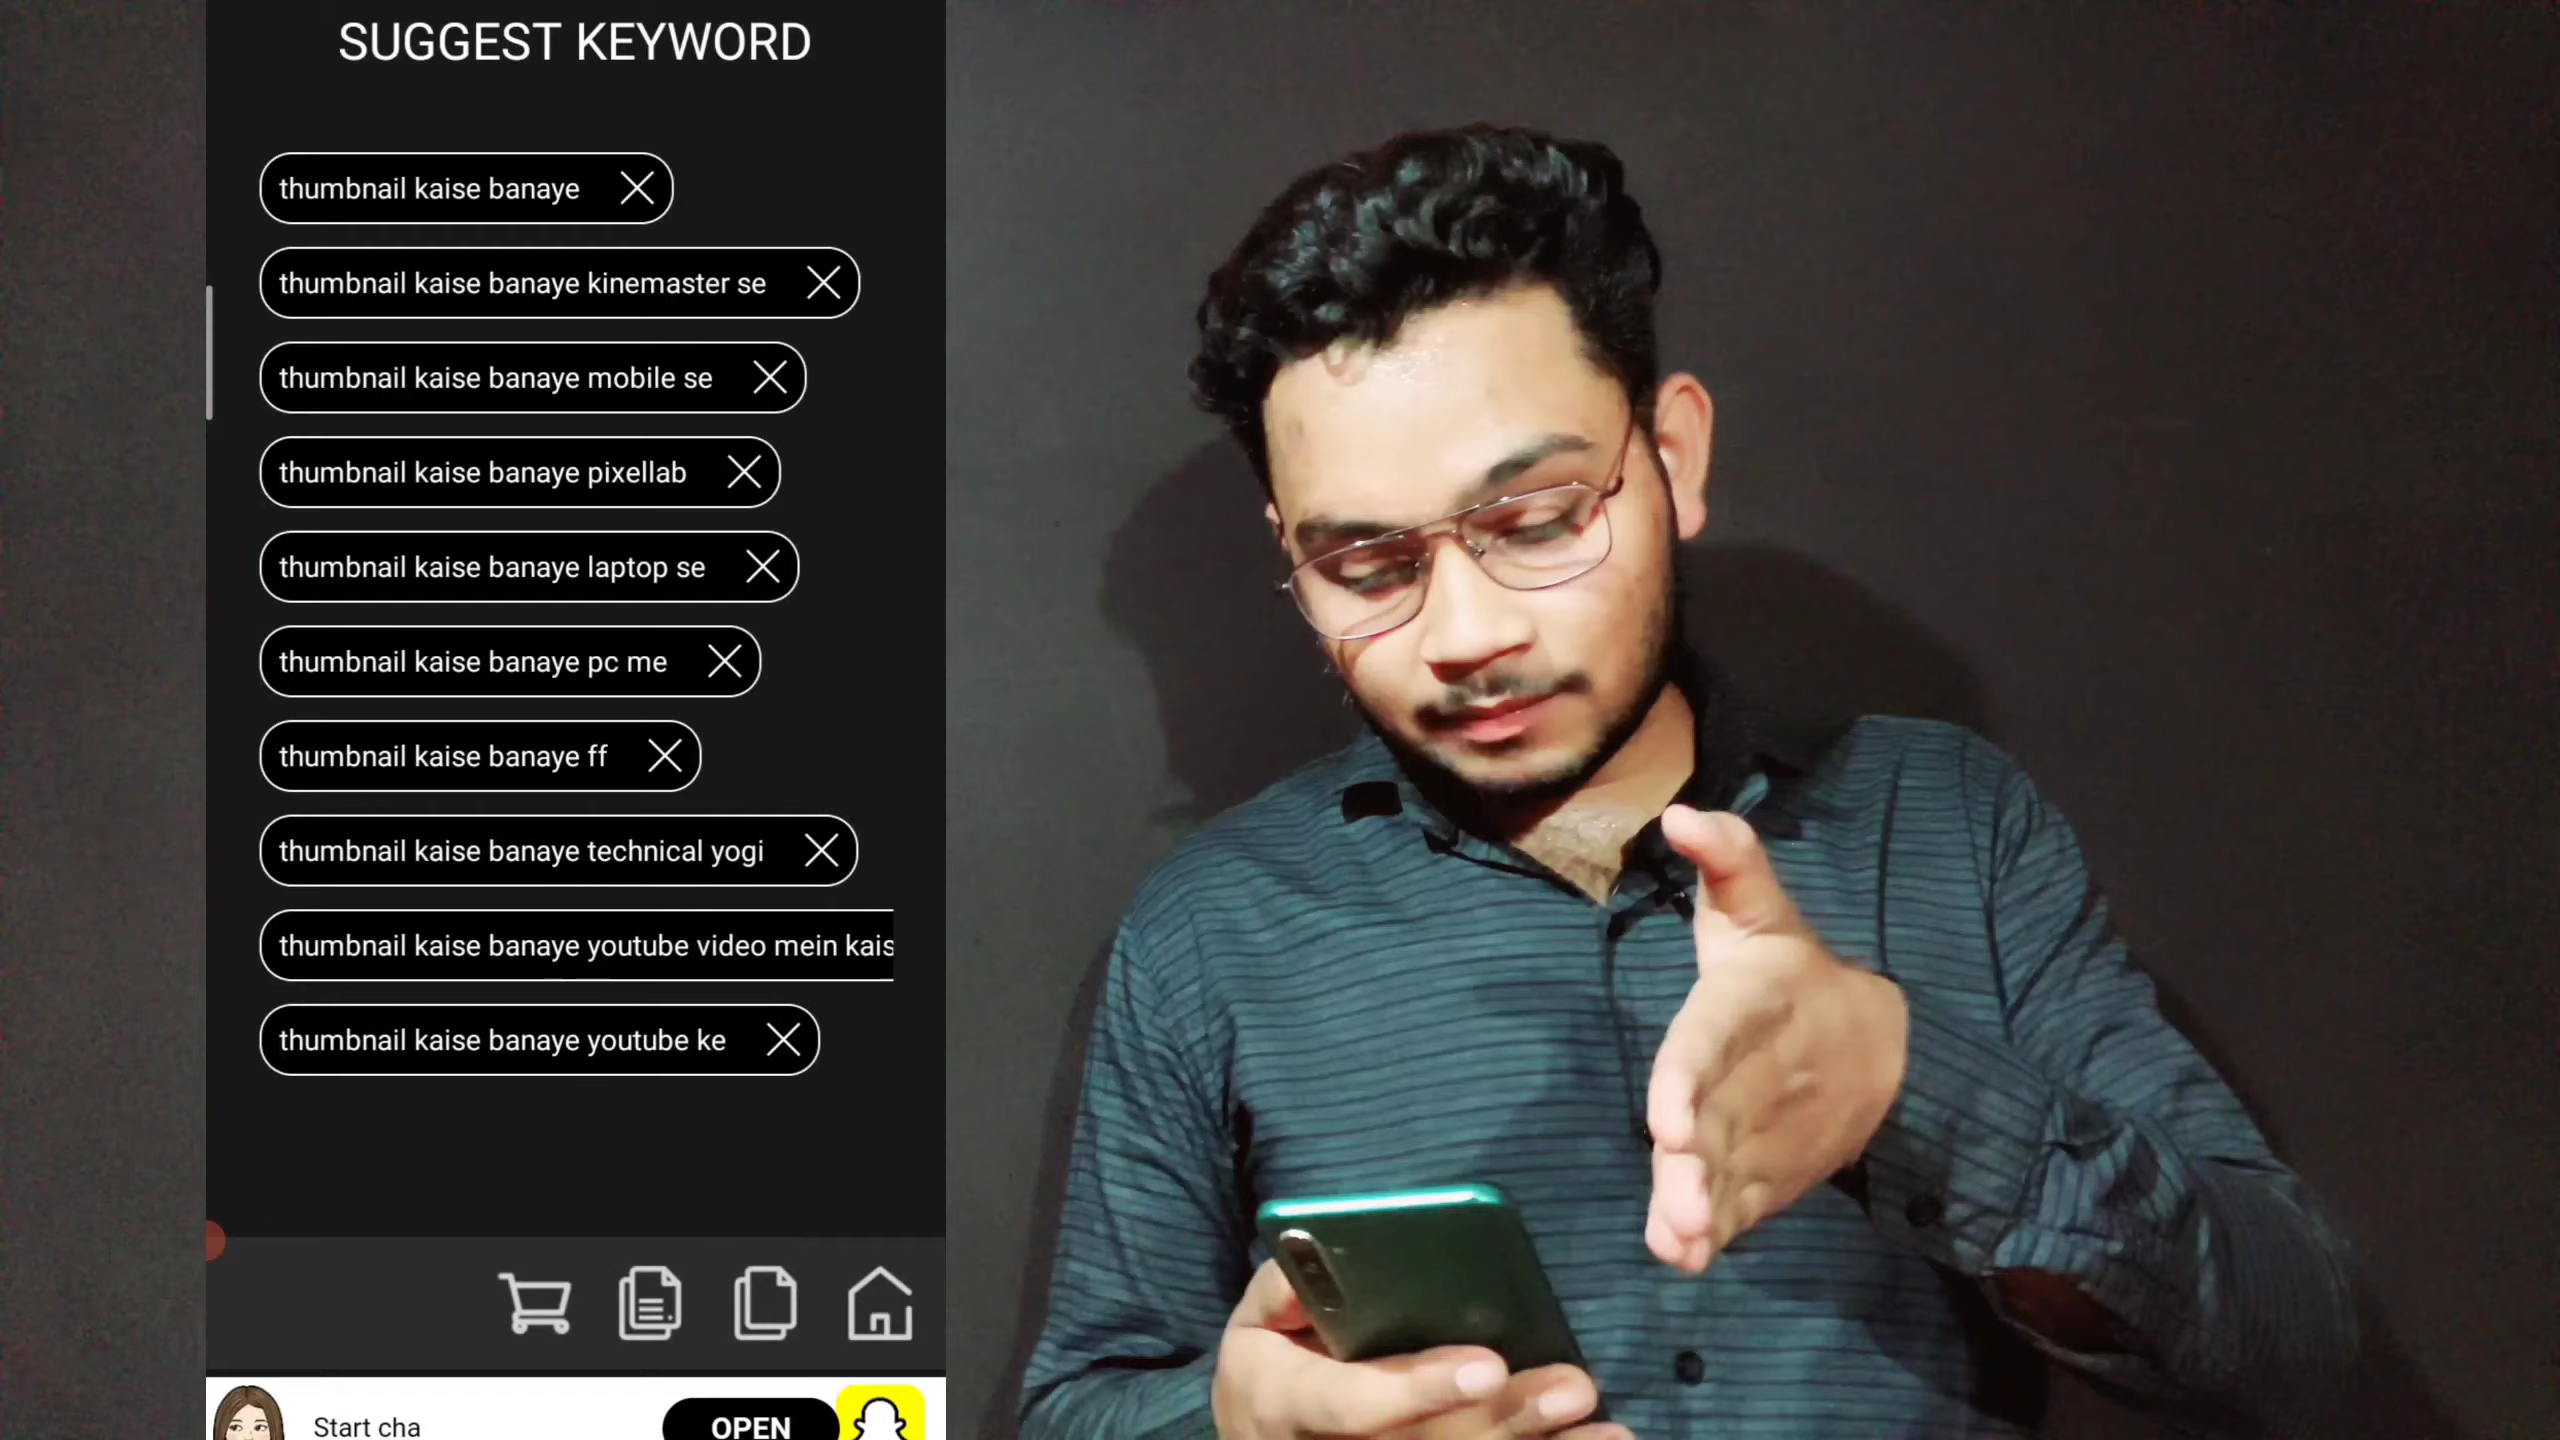 SUGGEST KEYWORD
thumbnail kaise banaye
thumbnail kaise banaye kinemaster se
thumbnail kaise banaye mobile se
thumbnail kaise banaye pixellab
thumbnail kaise banaye laptop se
thumbnail kaise banaye pc me
thumbnail kaise banaye ff
thumbnail kaise banaye technical yogi
thumbnail kaise banaye youtube video mein kais
thumbnail kaise banaye youtube ke
Start cha
OPEN